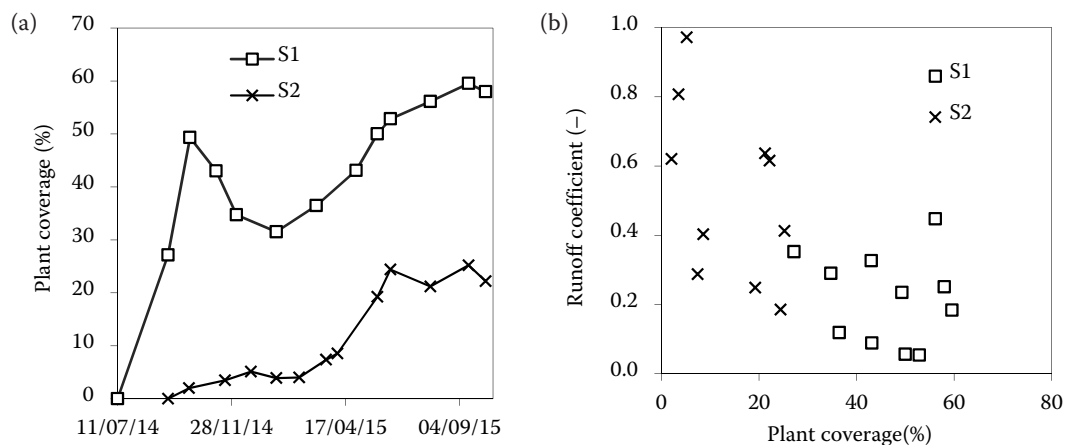 (a)
70
60
50
40
30
20
10
0
Plant coverage (%)
S1
S2
11/07/14 28/11/14 17/04/15 04/09/15
(b)
1.0
0.8
0.6
0.4
0.2
0.0
Runoff coefficient (–)
S1
S2
0 20 40 60 80
Plant coverage(%)